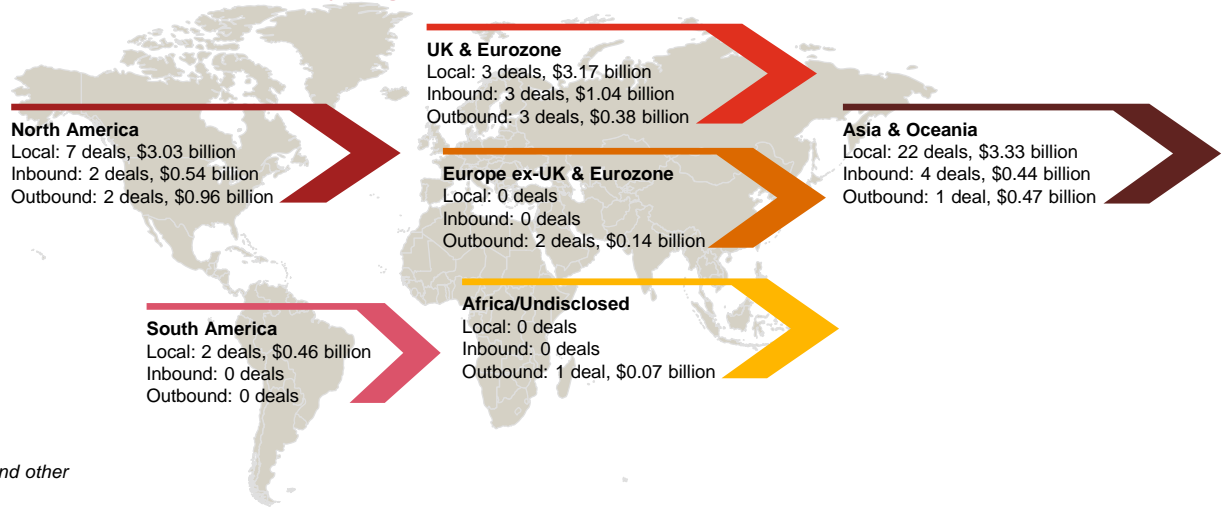 UK & Eurozone
Local: 3 deals, $3.17 billion
Inbound: 3 deals, $1.04 billion
Outbound: 3 deals, $0.38 billion
North America
Local: 7 deals, $3.03 billion
Inbound: 2 deals, $0.54 billion
Outbound: 2 deals, $0.96 billion
Asia & Oceania
Local: 22 deals, $3.33 billion
Inbound: 4 deals, $0.44 billion
Outbound: 1 deal, $0.47 billion
Europe ex-UK & Eurozone
Local: 0 deals
Inbound: 0 deals
Outbound: 2 deals, $0.14 billion
Africa/Undisclosed
Local: 0 deals
Inbound: 0 deals
Outbound: 1 deal, $0.07 billion
South America
Local: 2 deals, $0.46 billion
Inbound: 0 deals
Outbound: 0 deals
nd other